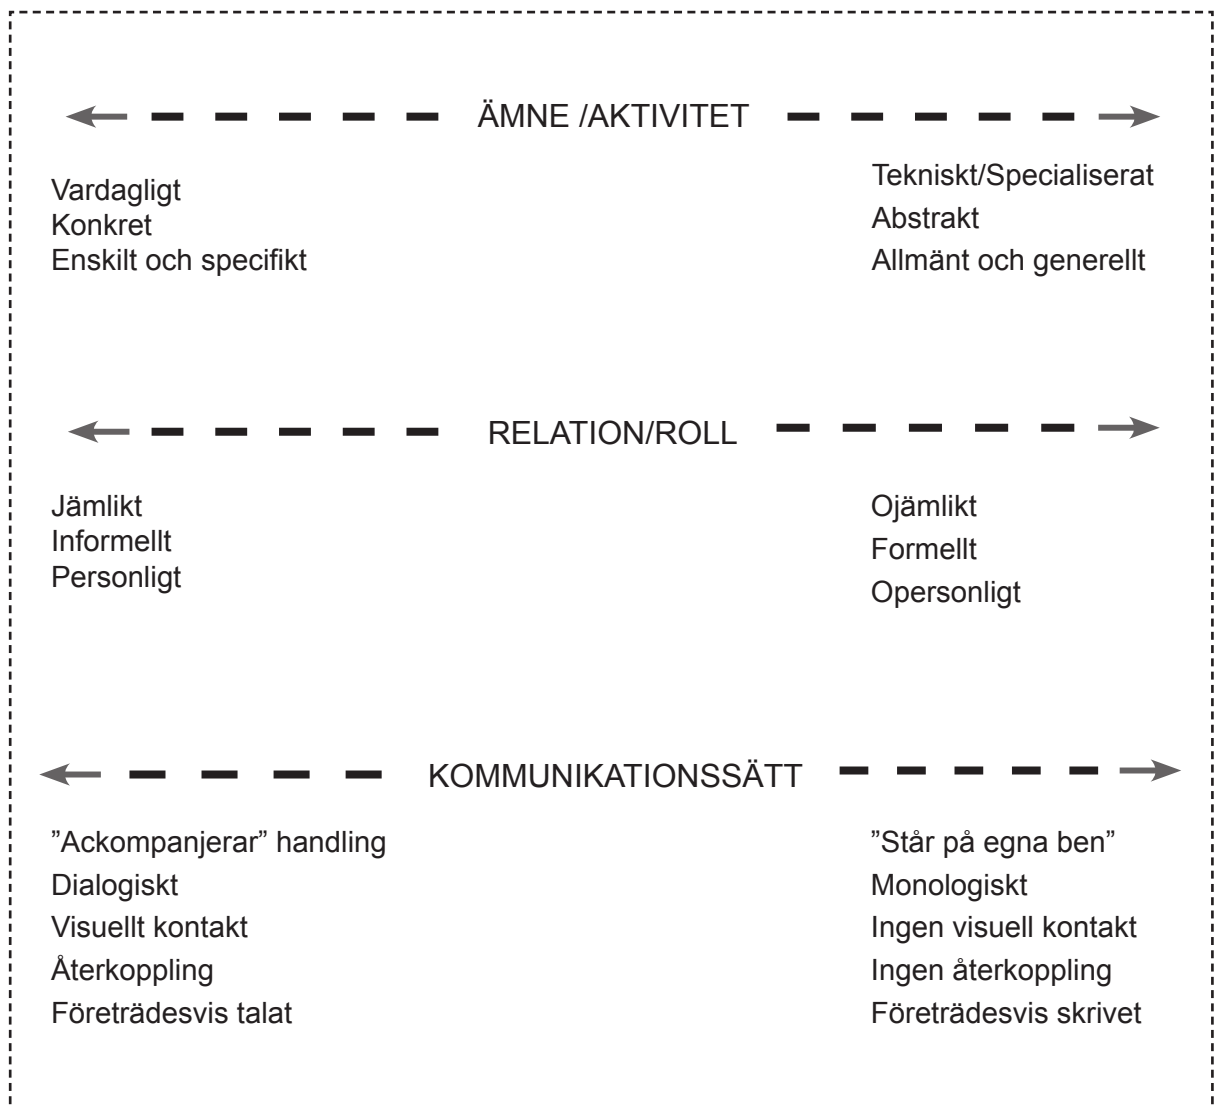 ÄMNE /AKTIVITET
Vardagligt
Konkret
Enskilt och specifikt
Tekniskt/Specialiserat
Abstrakt
Allmänt och generellt
RELATION/ROLL
Jämlikt
Informellt
Personligt
Ojämlikt
Formellt
Opersonligt
KOMMUNIKATIONSSÄTT
”Ackompanjerar” handling
Dialogiskt
Visuellt kontakt
Återkoppling
Företrädesvis talat
”Står på egna ben”
Monologiskt
Ingen visuell kontakt
Ingen återkoppling
Företrädesvis skrivet